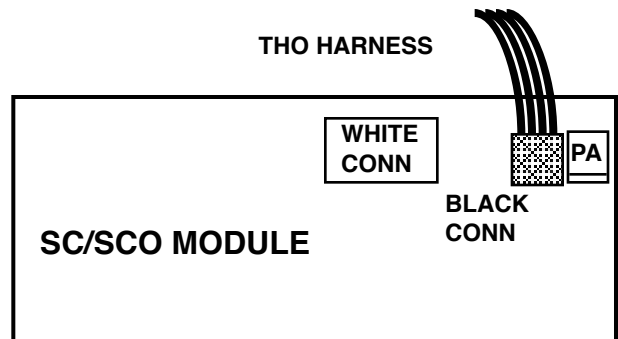 THO HARNESS
WHITE
CONN
PA
BLACK
CONN
SC/SCO MODULE